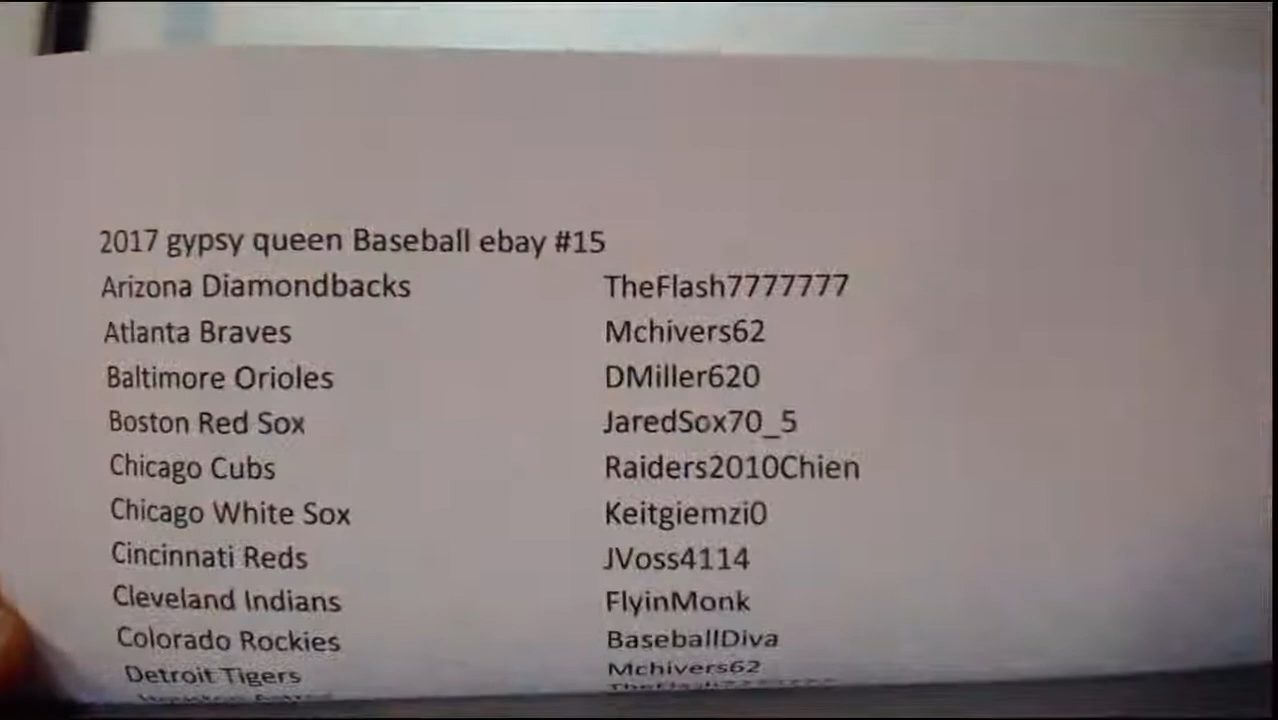 2017 gypsy queen Baseball ebay #15
Arizona Diamondbacks TheFlash7777777
Atlanta Braves Mchivers62
Baltimore Orioles DMiller620
Boston Red Sox JaredSox70_5
Chicago Cubs Raiders2010Chien
Chicago White Sox Keitgiemzi0
Cincinnati Reds JVoss4114
Cleveland Indians FlyinMonk
Colorado Rockies BaseballDiva
Detroit Tigers Mchivers62